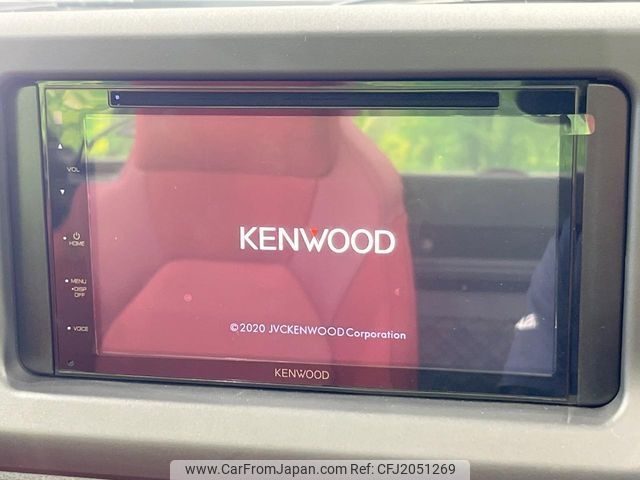 VOL
HOME
MENU
•DISP
OFF
VOICE
KENWOOD
©2020 JVCKENWOOD Corporation
KENWOOD
www.CarFromJapan.com | Ref: CFJ2051269